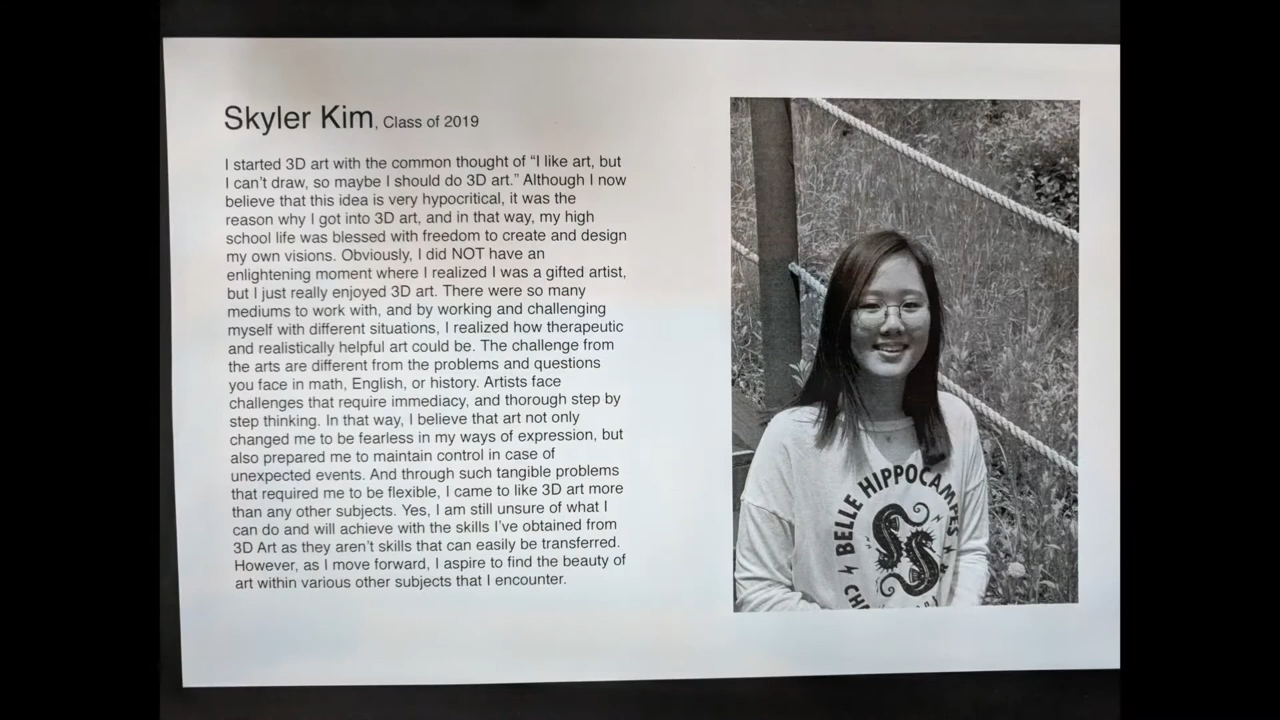 Skyler Kim, Class of 2019
I started 3D art with the common thought of “I like art, but
I can’t draw, so maybe I should do 3D art.” Although I now
believe that this idea is very hypocritical, it was the
reason why I got into 3D art, and in that way, my high
school life was blessed with freedom to create and design
my own visions. Obviously, I did NOT have an
enlightening moment where I realized I was a gifted artist,
but I just really enjoyed 3D art. There were so many
mediums to work with, and by working and challenging
myself with different situations, I realized how therapeutic
and realistically helpful art could be. The challenge from
the arts are different from the problems and questions
you face in math, English, or history. Artists face
challenges that require immediacy, and thorough step by
step thinking. In that way, I believe that art not only
changed me to be fearless in my ways of expression, but
also prepared me to maintain control in case of
unexpected events. And through such tangible problems
that required me to be flexible, I came to like 3D art more
than any other subjects. Yes, I am still unsure of what I
can do and will achieve with the skills I’ve obtained from
3D Art as they aren’t skills that can easily be transferred.
However, as I move forward, I aspire to find the beauty of
art within various other subjects that I encounter.
BELLE HIPPOCAMPES